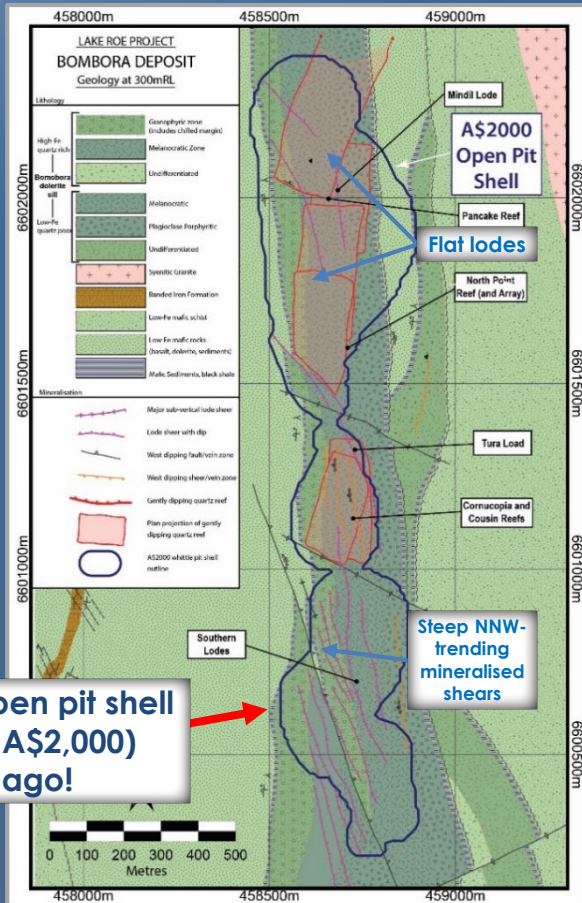 458000m
458500m
459000m
LAKE ROE PROJECT
BOMBORA DEPOSIT
Geology at 300mRL
Lithology
High-Fe
quartz rich
Bombora
dolerite
sill
Low-Fe
quartz poor
Granophyric zone
(includes chilled margin)
Melanocratic Zone
Undifferentiated
Melanocratic
Plagioclase Porphyritic
Undifferentiated
Syenitic Granite
Banded Iron Formation
Low-Fe mafic schist
Low-Fe mafic rocks
(basalt, dolerite, sediments)
Mafic Sediments, black shale
Mineralisation
Major sub-vertical lode shear
Lode shear with dip
West dipping fault/vein zone
West dipping shear/vein zone
Gently dipping quartz reef
Plan projection of gently
dipping quartz reef
A$2000 whittle pit shell
outline
Mindil Lode
A$2000
Open Pit
Shell
Pancake Reef
Flat lodes
North Point
Reef (and Array)
Tura Load
Cornucopia and
Cousin Reefs
Southern
Lodes
Steep NNW-
trending
mineralised
shears
pen pit shell
A$2,000)
ago!
6602000m
6601500m
6601000m
6602000m
6601500m
6601000m
6600500m
0 100 200 300 400 500
Metres
458000m
458500m
459000m